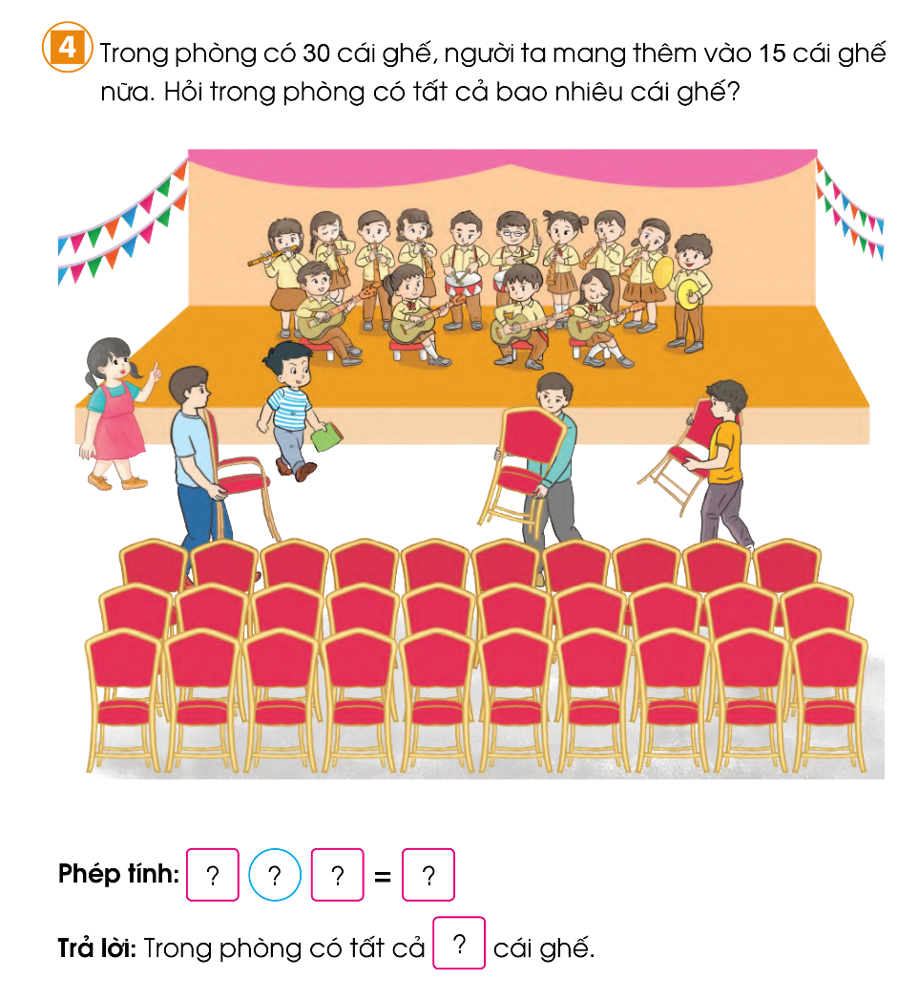 4 Trong phòng có 30 cái ghế, người ta mang thêm vào 15 cái ghế
nữa. Hỏi trong phòng có tất cả bao nhiêu cái ghế?
Phép tính: ? ? ? = ?
Trả lời: Trong phòng có tất cả ? cái ghế.